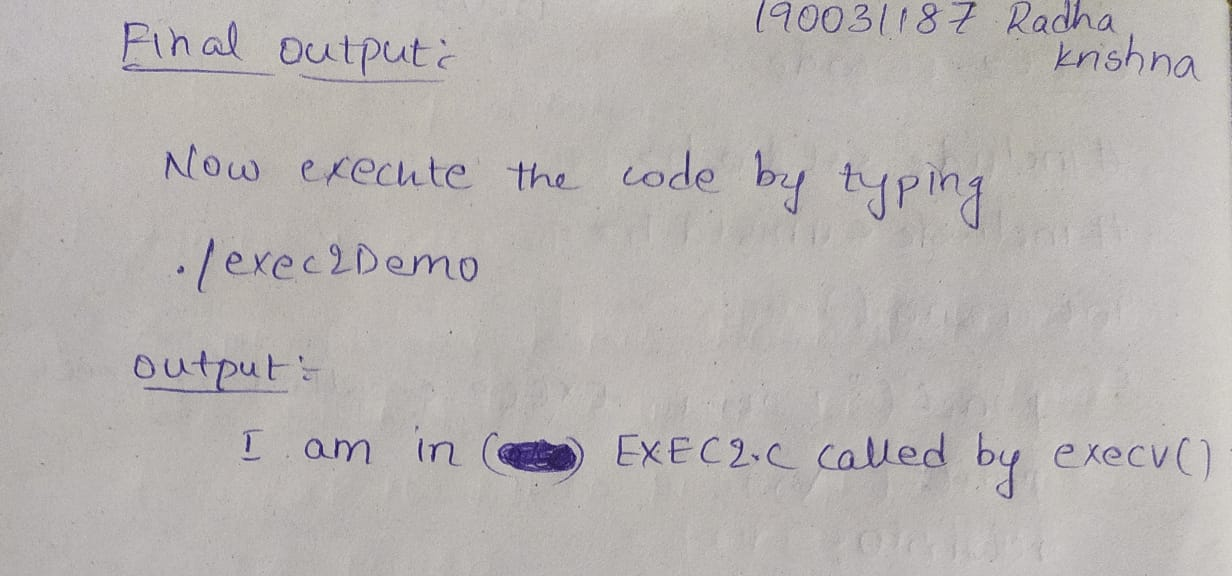 190031187 Radha
krishna
Final output:
Now execute the code by typing
./exec2Demo
output:-
I am in EXEC2.C called by execv()